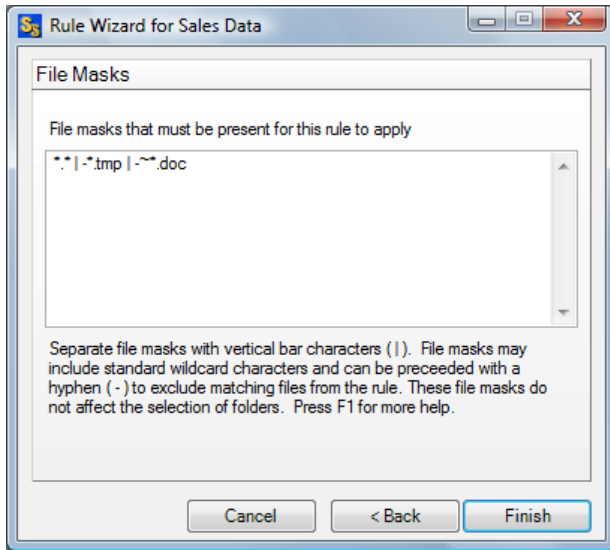 Rule Wizard for Sales Data
File Masks
File masks that must be present for this rule to apply
*.* | -*.tmp | -~*.doc
Separate file masks with vertical bar characters ( | ).  File masks may
include standard wildcard characters and can be preceeded with a
hyphen ( - ) to exclude matching files from the rule. These file masks do
not affect the selection of folders.  Press F1 for more help.
Cancel
< Back
Finish